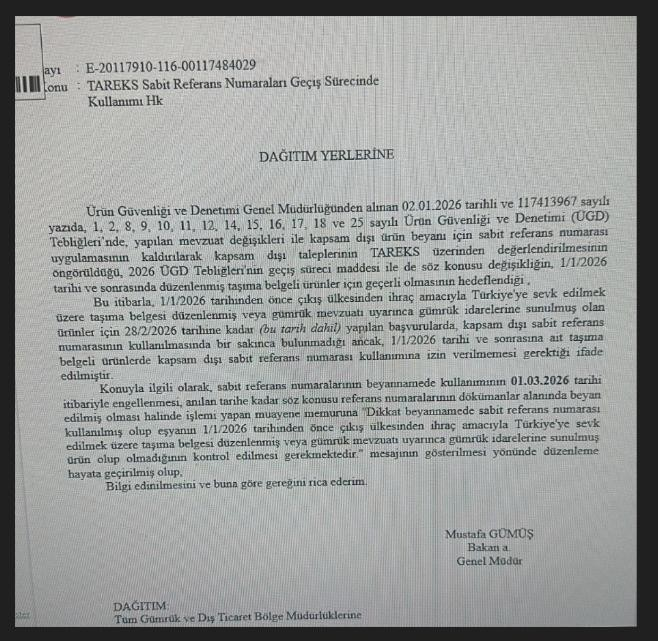 ayı : E-20117910-116-00117484029
onu : TAREKS Sabit Referans Numaraları Geçiş Sürecinde
Kullanımı Hk
DAĞITIM YERLERİNE
Ürün Güvenliği ve Denetimi Genel Müdürlüğünden alınan 02.01.2026 tarihli ve 117413967 sayılı
yazıda, 1, 2, 8, 9, 10, 11, 12, 14, 15, 16, 17, 18 ve 25 sayılı Ürün Güvenliği ve Denetimi (ÜGD)
Tebliğleri'nde, yapılan mevzuat değişikleri ile kapsam dışı ürün beyanı için sabit referans numarası
uygulamasının kaldırılarak kapsam dışı taleplerinin TAREKS üzerinden değerlendirilmesinin
öngörüldüğü, 2026 ÜGD Tebliğleri'nin geçiş süreci maddesi ile de söz konusu değişikliğin, 1/1/2026
tarihi ve sonrasında düzenlenmiş taşıma belgeli ürünler için geçerli olmasının hedeflendiği ,
Bu itibarla, 1/1/2026 tarihinden önce çıkış ülkesinden ihraç amacıyla Türkiye'ye sevk edilmek
üzere taşıma belgesi düzenlenmiş veya gümrük mevzuatı uyarınca gümrük idarelerine sunulmuş olan
ürünler için 28/2/2026 tarihine kadar (bu tarih dahil) yapılan başvurularda, kapsam dışı sabit referans
numarasının kullanılmasında bir sakınca bulunmadığı ancak, 1/1/2026 tarihi ve sonrasına ait taşıma
belgeli ürünlerde kapsam dışı sabit referans numarası kullanımına izin verilmemesi gerektiği ifade
edilmiştir.
Konuyla ilgili olarak, sabit referans numaralarının beyannamede kullanımının 01.03.2026 tarihi
itibariyle engellenmesi, anılan tarihe kadar söz konusu referans numaralarının dökümanlar alanında beyan
edilmiş olması halinde işlemi yapan muayene memuruna "Dikkat beyannamede sabit referans numarası
kullanılmış olup eşyanın 1/1/2026 tarihinden önce çıkış ülkesinden ihraç amacıyla Türkiye'ye sevk
edilmek üzere taşıma belgesi düzenlenmiş veya gümrük mevzuatı uyarınca gümrük idarelerine sunulmuş
ürün olup olmadığının kontrol edilmesi gerekmektedir." mesajının gösterilmesi yönünde düzenleme
hayata geçirilmiş olup,
Bilgi edinilmesini ve buna göre gereğini rica ederim.
Mustafa GÜMÜŞ
Bakan a.
Genel Müdür
DAĞITIM:
Tüm Gümrük ve Dış Ticaret Bölge Müdürlüklerine